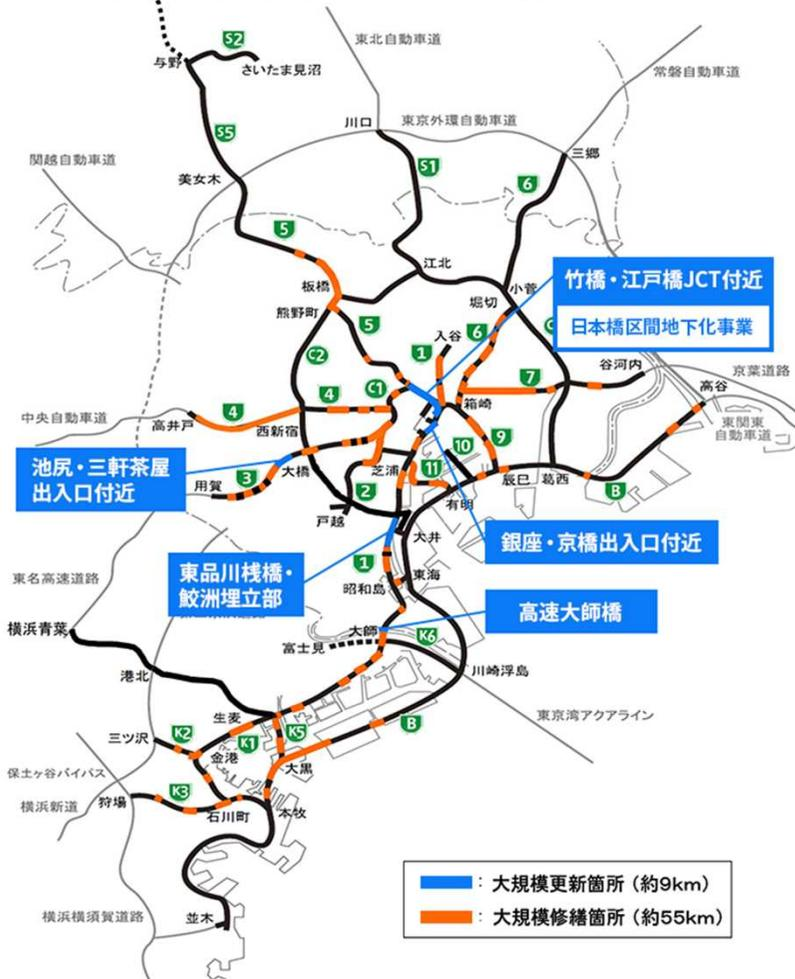 S2
与野
さいたま見沼
東北自動車道
常磐自動車道
川口
東京外環自動車道
S5
S1
三郷
関越自動車道
美女木
6
5
江北
竹橋・江戸橋JCT付近
板橋
小菅
堀切
日本橋区間地下化事業
熊野町
5
入谷
6
1
C2
C1
7
谷河内
京葉道路
4
高谷
中央自動車道
4
箱崎
高井戸
西新宿
東関東
自動車道
9
10
池尻・三軒茶屋
出入口付近
3
大橋
芝浦
11
用賀
辰巳
葛西
2
B
有明
戸越
大井
銀座・京橋出入口付近
東品川桟橋・
鮫洲埋立部
1
東名高速道路
昭和島
東海
高速大師橋
横浜青葉
大師
K6
富士見
港北
川崎浮島
生麦
東京湾アクアライン
B
三ツ沢
K2
K1
K5
金港
大黒
保土ヶ谷バイパス
狩場
K3
横浜新道
石川町
本牧
:大規模更新箇所(約9km)
:大規模修繕箇所(約55km)
横浜横須賀道路
並木